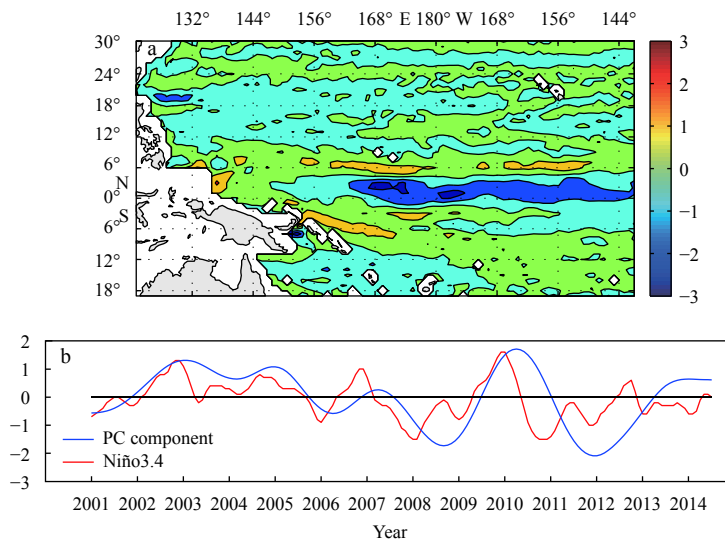 132° 144° 156° 168° E 180° W 168° 156° 144°
30° a 3
24° 2
18°
12° 1
6° 0
N
0° −1
S
6° −2
12°
18° −3
2 b
1
0
−1 PC component
−2 Niño3.4
−3
2001 2002 2003 2004 2005 2006 2007 2008 2009 2010 2011 2012 2013 2014
Year